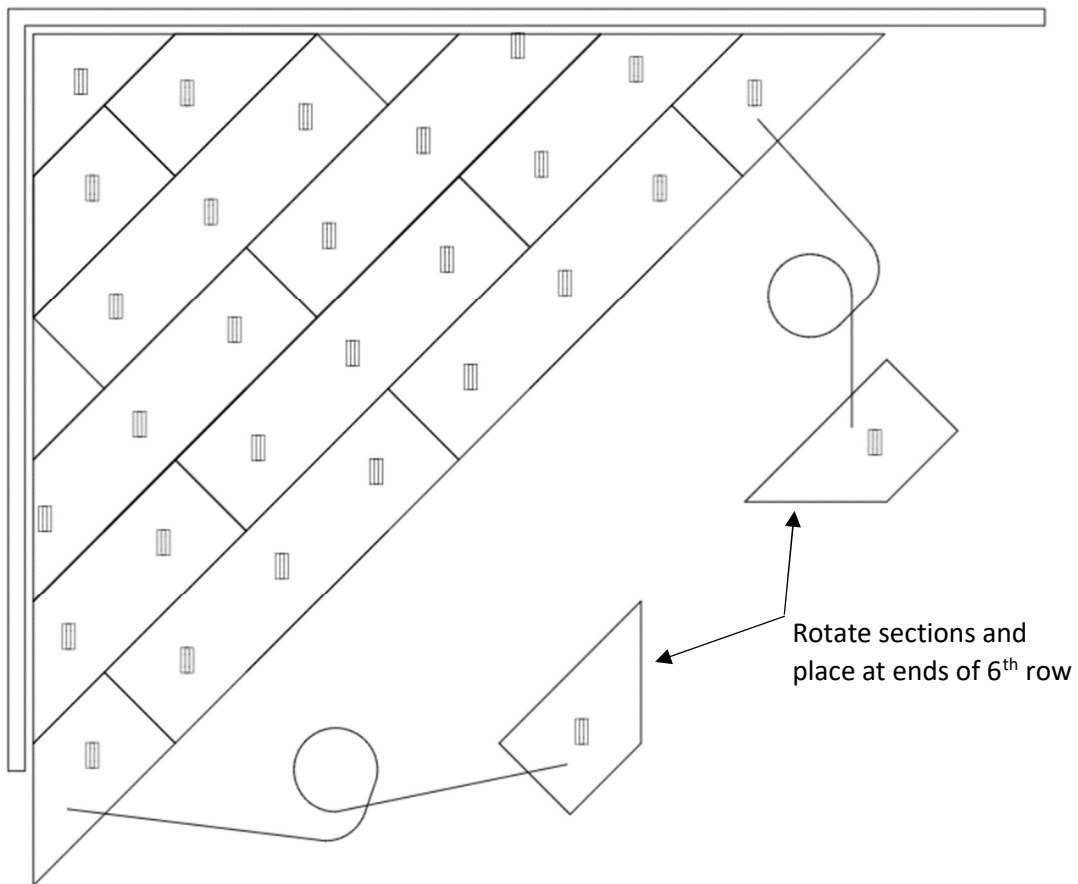 Rotate sections and
place at ends of 6th row